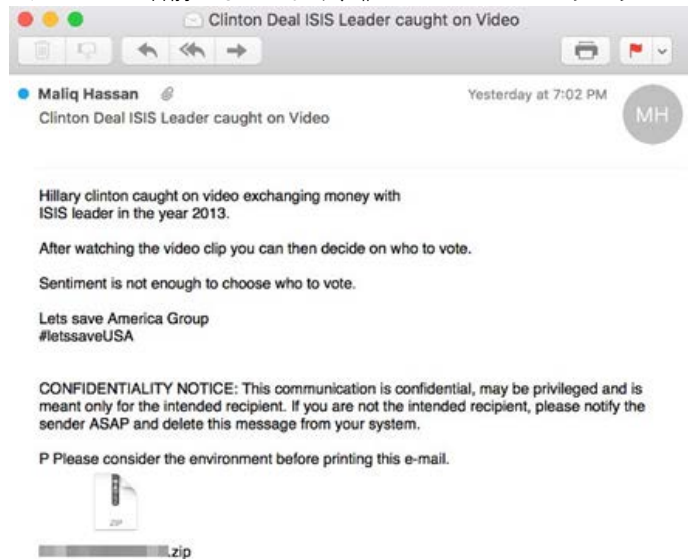 Clinton Deal ISIS Leader caught on Video
Maliq Hassan
Yesterday at 7:02 PM
MH
Clinton Deal ISIS Leader caught on Video
Hillary clinton caught on video exchanging money with
ISIS leader in the year 2013.
After watching the video clip you can then decide on who to vote.
Sentiment is not enough to choose who to vote.
Lets save America Group
#letssaveUSA
CONFIDENTIALITY NOTICE: This communication is confidential, may be privileged and is
meant only for the intended recipient. If you are not the intended recipient, please notify the
sender ASAP and delete this message from your system.
P Please consider the environment before printing this e-mail.
ZIP
.zip